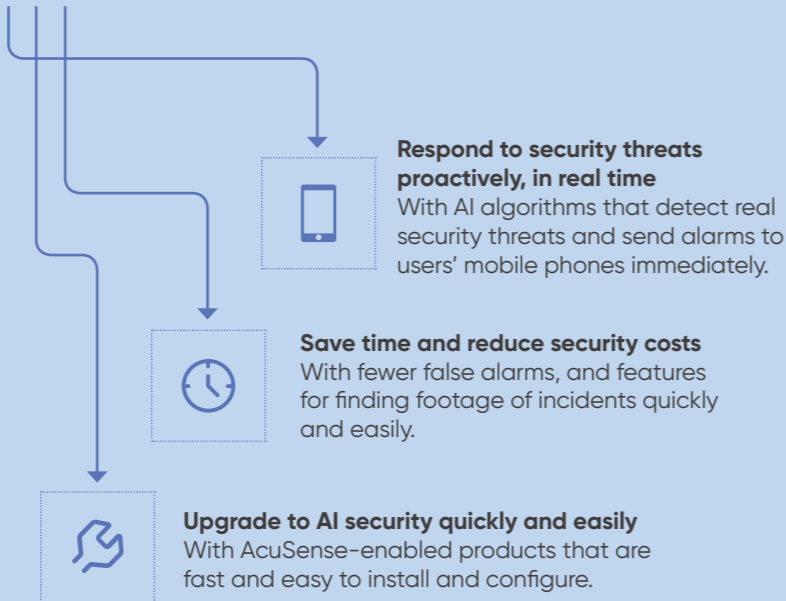 Respond to security threats
proactively, in real time
With AI algorithms that detect real
security threats and send alarms to
users’ mobile phones immediately.
Save time and reduce security costs
With fewer false alarms, and features
for finding footage of incidents quickly
and easily.
Upgrade to AI security quickly and easily
With AcuSense-enabled products that are
fast and easy to install and configure.